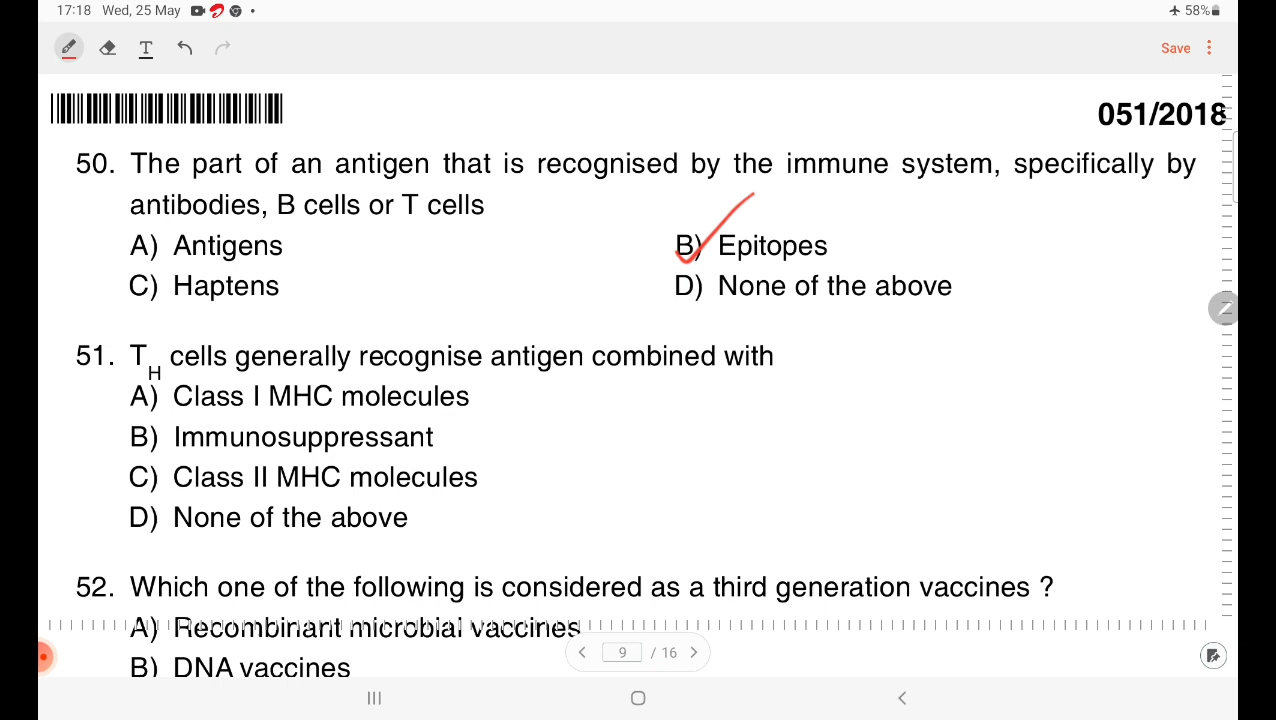 17:18 Wed, 25 May
58%
T
Save
051/2018
50. The part of an antigen that is recognised by the immune system, specifically by
antibodies, B cells or T cells
A) Antigens
B) Epitopes
C) Haptens
D) None of the above
51. TH cells generally recognise antigen combined with
A) Class I MHC molecules
B) Immunosuppressant
C) Class II MHC molecules
D) None of the above
52. Which one of the following is considered as a third generation vaccines ?
A) Recombinant microbial vaccines
B) DNA vaccines
9 / 16